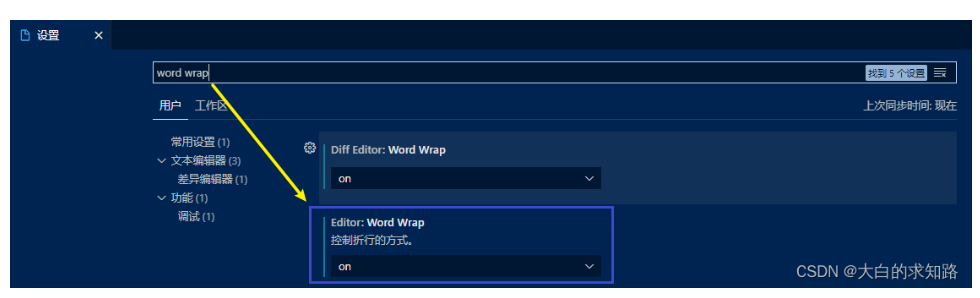 设置
word wrap
找到 5 个设置
用户 工作区
上次同步时间: 现在
常用设置 (1)
文本编辑器 (3)
差异编辑器 (1)
功能 (1)
调试 (1)
Diff Editor: Word Wrap
on
Editor: Word Wrap
控制折行的方式。
on
CSDN @大白的求知路